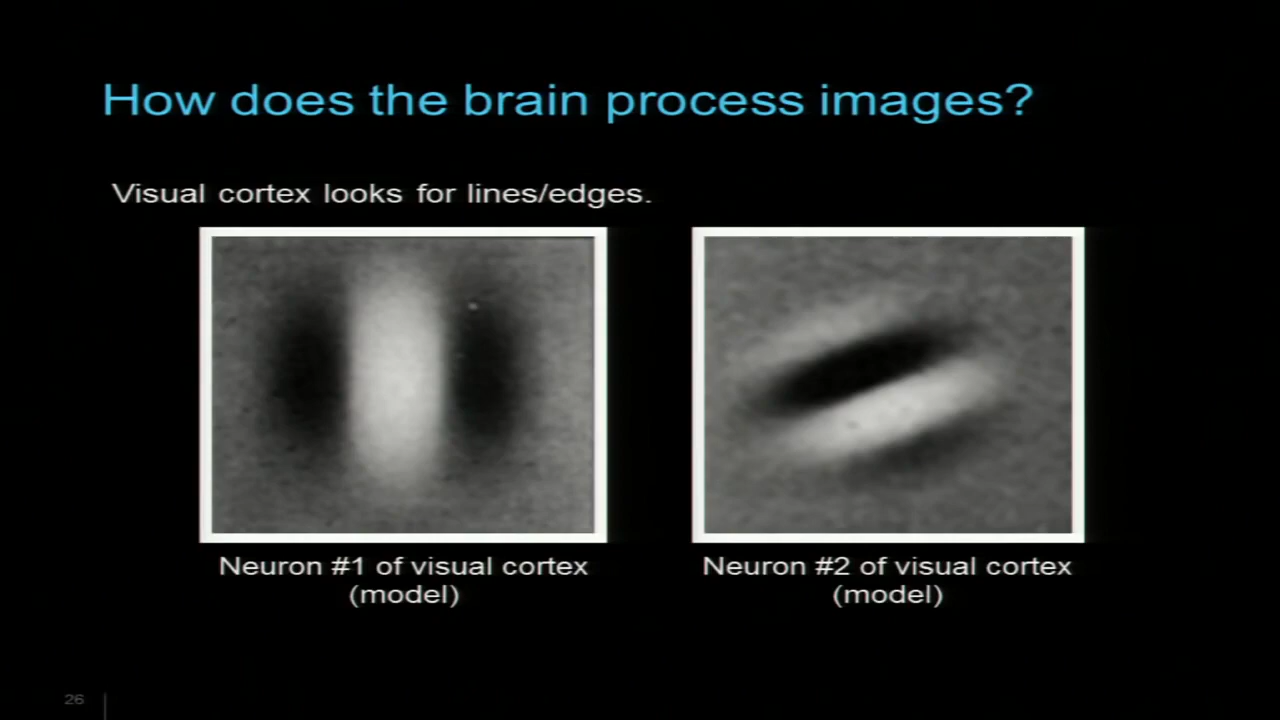 How does the brain process images?
Visual cortex looks for lines/edges.
Neuron #1 of visual cortex
(model)
Neuron #2 of visual cortex
(model)
26